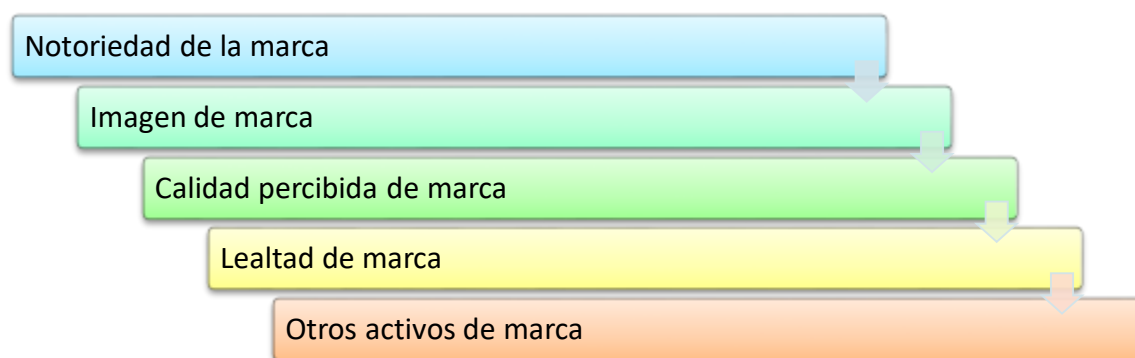 Notoriedad de la marca
Imagen de marca
Calidad percibida de marca
Lealtad de marca
Otros activos de marca